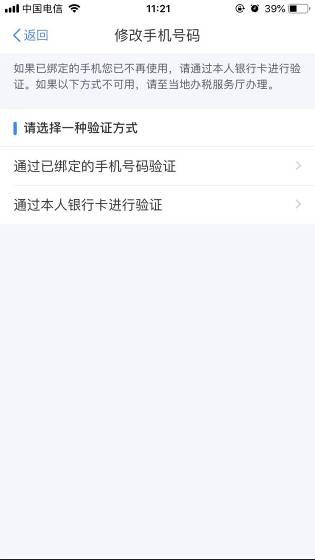 中国电信 11:21 39%
返回 修改手机号码
如果已绑定的手机您已不再使用，请通过本人银行卡进行验
证。如果以下方式不可用，请至当地办税服务厅办理。
请选择一种验证方式
通过已绑定的手机号码验证
通过本人银行卡进行验证